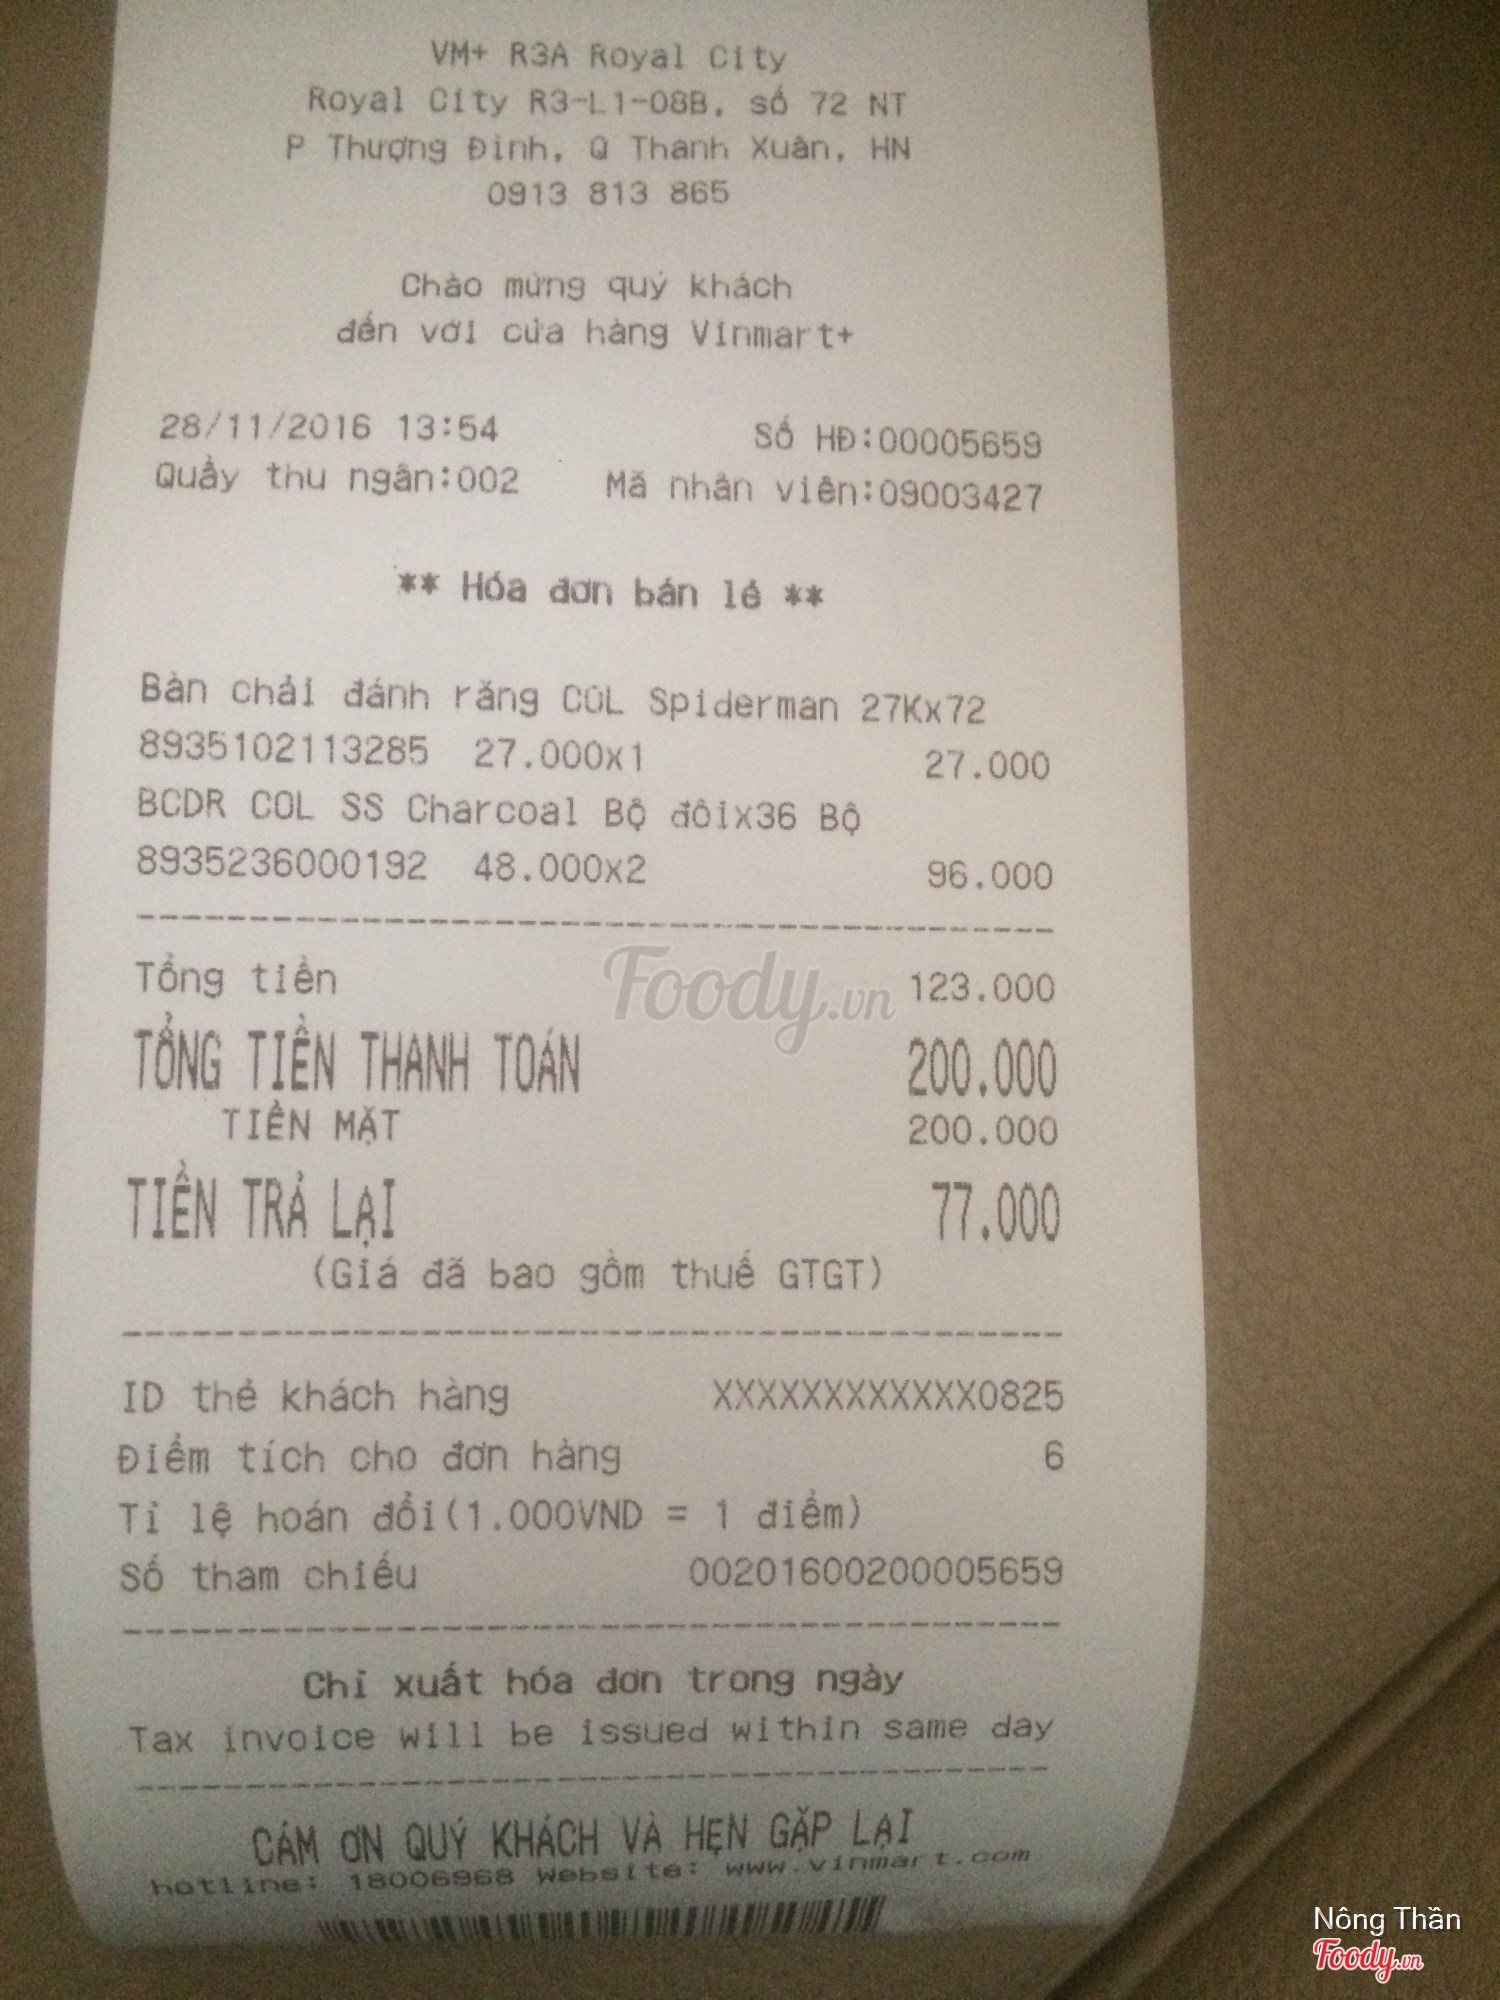 VM+ R3A Royal City
Royal City R3-L1-08B, số 72 NT
P Thượng Đình, Q Thanh Xuân, HN
0913 813 865
Chào mừng quý khách
đến với cửa hàng Vinmart+
28/11/2016 13:54 Số HĐ:00005659
Quầy thu ngân:002 Mã nhân viên:09003427
** Hóa đơn bán lẻ **
Bàn chải đánh răng COL Spiderman 27Kx72
8935102113285 27.000x1 27.000
BCDR COL SS Charcoal Bộ đôix36 Bộ
8935236000192 48.000x2 96.000
Tổng tiền 123.000
TỔNG TIỀN THANH TOÁN 200.000
TIỀN MẶT 200.000
TIỀN TRẢ LẠI 77.000
(Giá đã bao gồm thuế GTGT)
ID thẻ khách hàng XXXXXXXXXXXX0825
Điểm tích cho đơn hàng 6
Tỉ lệ hoán đổi(1.000VND = 1 điểm)
Số tham chiếu 00201600200005659
Chỉ xuất hóa đơn trong ngày
Tax invoice will be issued within same day
CẢM ƠN QUÝ KHÁCH VÀ HẸN GẶP LẠI
hotline: 18006968 Website: www.vinmart.com
Foody.vn
Nông Thần
Foody.vn